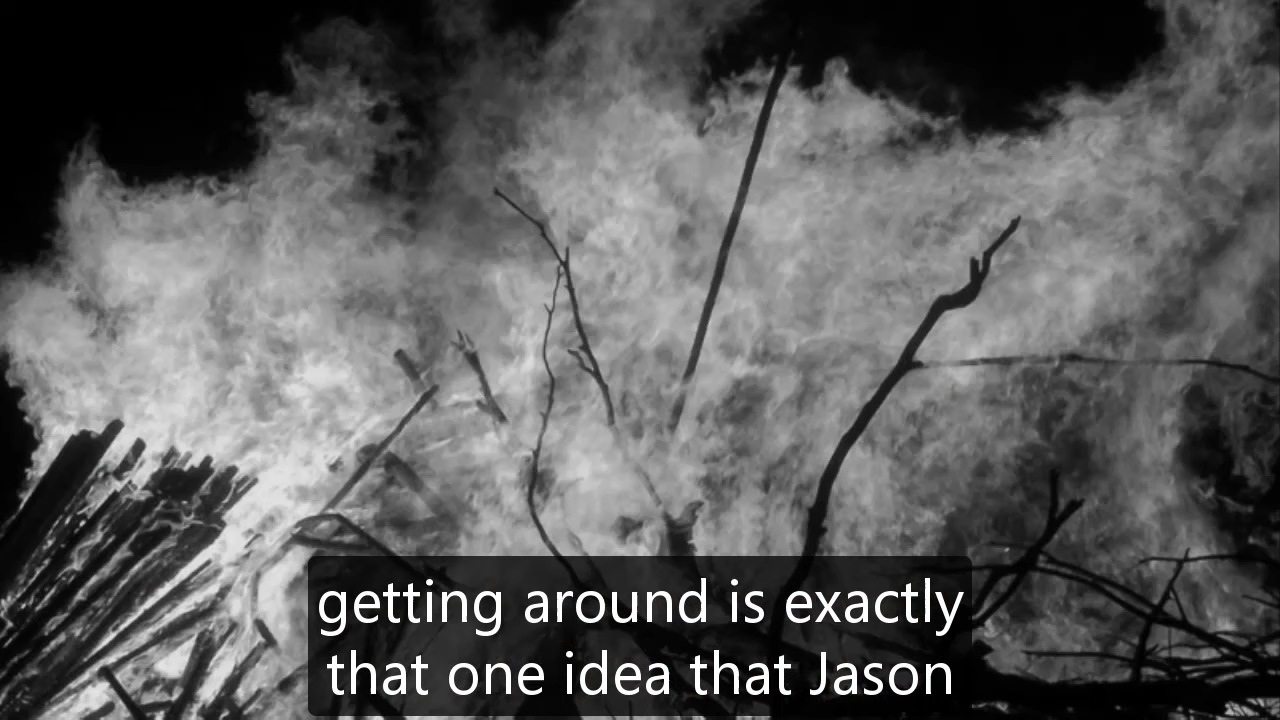 getting around is exactly
that one idea that Jason